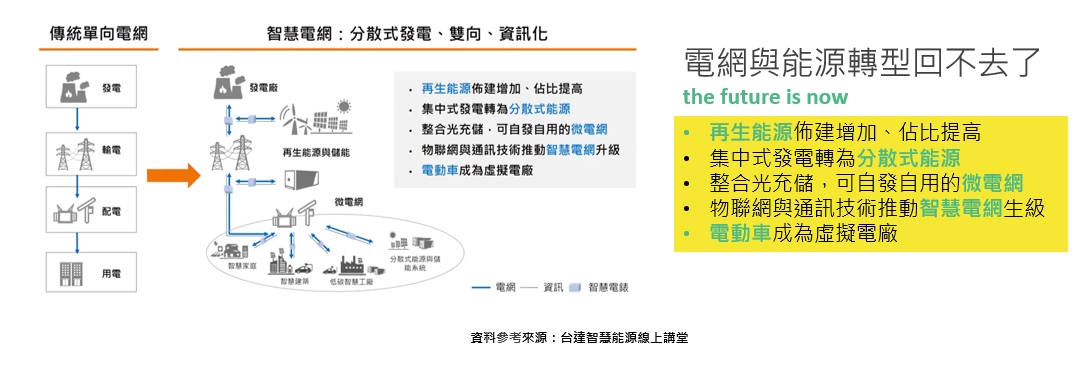 傳統單向電網
發電
輸電
配電
用電
智慧電網：分散式發電、雙向、資訊化
發電廠
再生能源與儲能
微電網
智慧家庭
智慧建築
低碳智慧工廠
分散式能源與儲
能系統
• 再生能源佈建增加、佔比提高
• 集中式發電轉為分散式能源
• 整合光充儲，可自發自用的微電網
• 物聯網與通訊技術推動智慧電網升級
• 電動車成為虛擬電廠
電網 資訊 智慧電錶
電網與能源轉型回不去了
the future is now
• 再生能源佈建增加、佔比提高
• 集中式發電轉為分散式能源
• 整合光充儲，可自發自用的微電網
• 物聯網與通訊技術推動智慧電網生級
• 電動車成為虛擬電廠
資料參考來源：台達智慧能源線上講堂